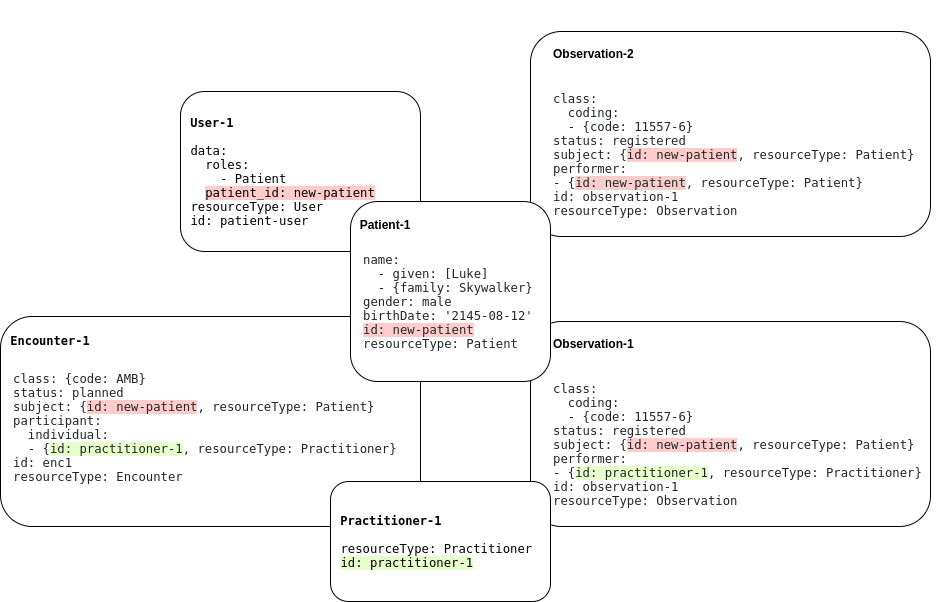 Observation-2
class:
  coding:
  - {code: 11557-6}
status: registered
subject: {id: new-patient, resourceType: Patient}
performer:
- {id: new-patient, resourceType: Patient}
id: observation-1
resourceType: Observation
User-1
data:
  roles:
    - Patient
  patient_id: new-patient
resourceType: User
id: patient-user
Patient-1
name:
  - given: [Luke]
  - {family: Skywalker}
gender: male
birthDate: '2145-08-12'
id: new-patient
resourceType: Patient
Encounter-1
class: {code: AMB}
status: planned
subject: {id: new-patient, resourceType: Patient}
participant:
  individual:
  - {id: practitioner-1, resourceType: Practitioner}
id: enc1
resourceType: Encounter
Observation-1
class:
  coding:
  - {code: 11557-6}
status: registered
subject: {id: new-patient, resourceType: Patient}
performer:
- {id: practitioner-1, resourceType: Practitioner}
id: observation-1
resourceType: Observation
Practitioner-1
resourceType: Practitioner
id: practitioner-1